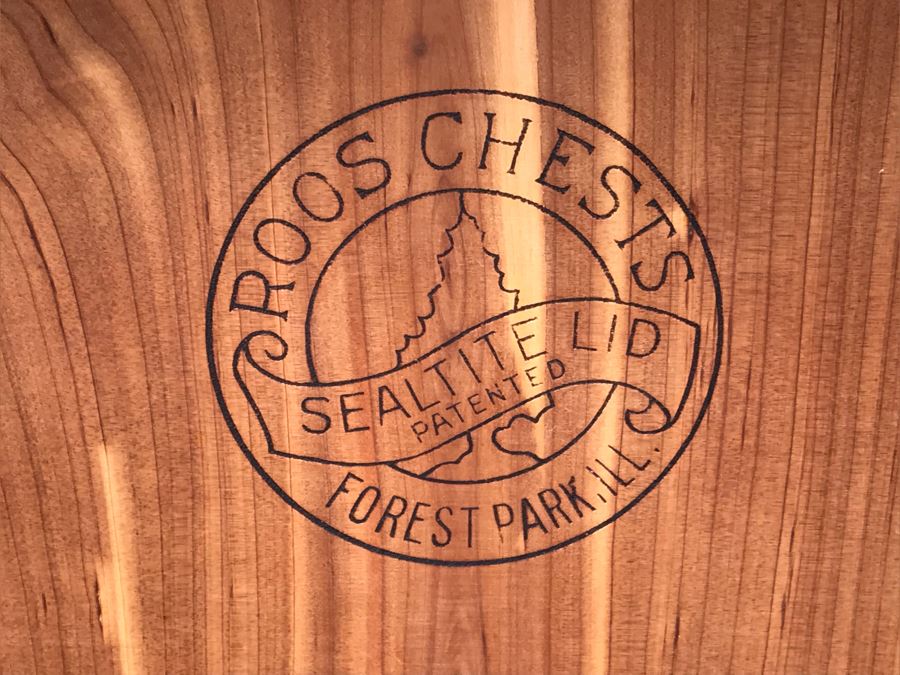 ROOS CHESTS
SEALTITE LID
PATENTED
FOREST PARK, ILL.